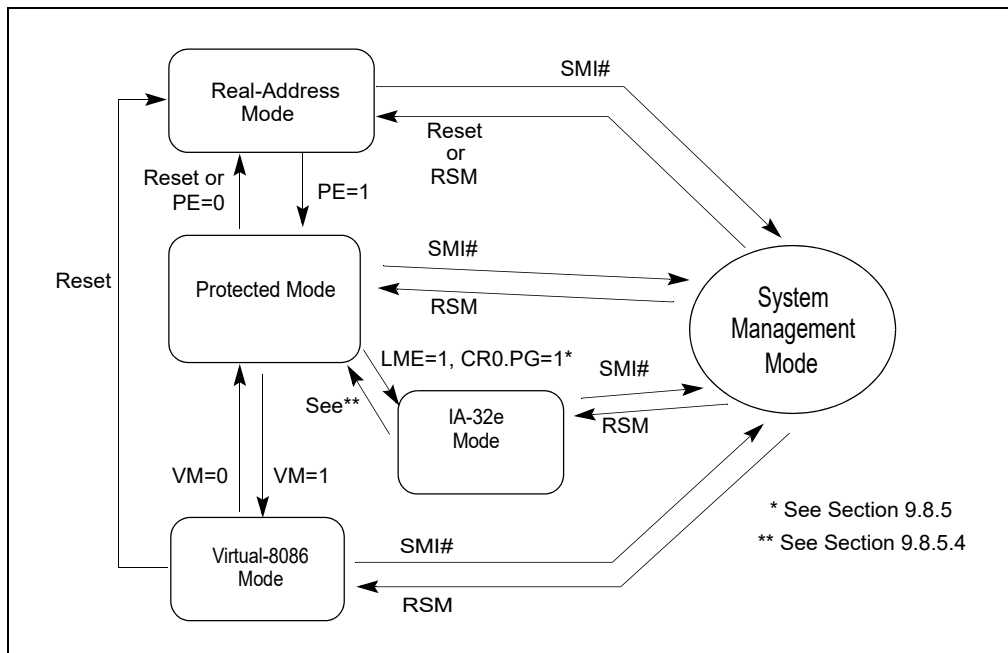 SMI#
Real-Address
Mode
Reset
or
RSM
Reset or
PE=0
PE=1
SMI#
Reset
Protected Mode
RSM
System
Management
Mode
LME=1, CR0.PG=1*
SMI#
See**
IA-32e
Mode
RSM
VM=0
VM=1
* See Section 9.8.5
** See Section 9.8.5.4
Virtual-8086
Mode
SMI#
RSM